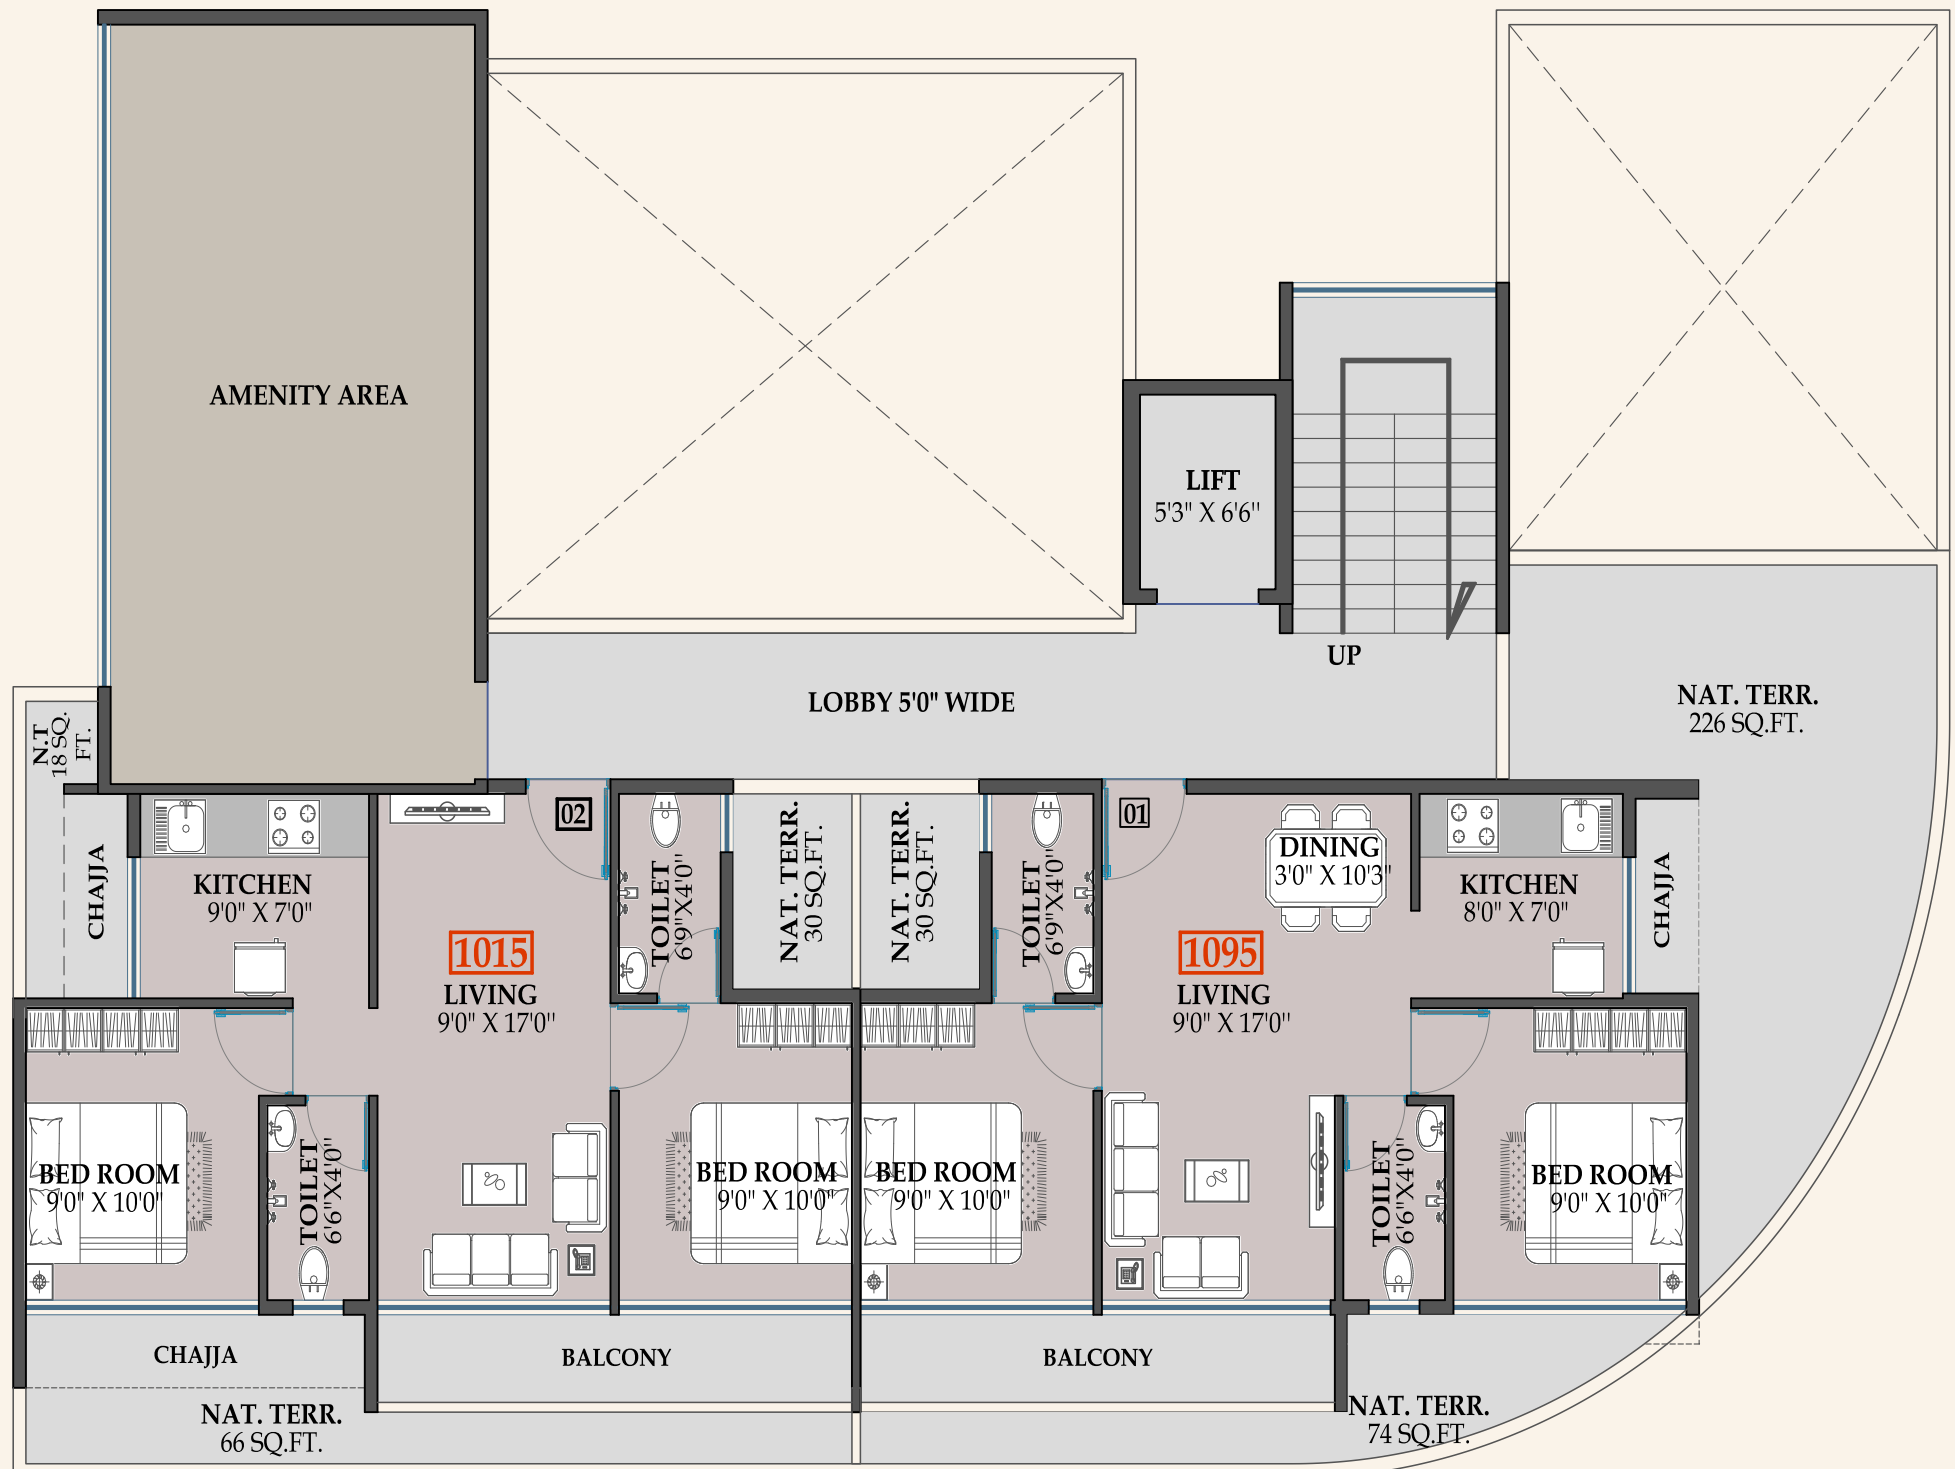 AMENITY AREA
LIFT
5'3" X 6'6"
UP
LOBBY 5'0" WIDE
NAT. TERR.
226 SQ.FT.
N.T
18 SQ.
FT.
CHAJJA
KITCHEN
9'0" X 7'0"
02
1015
LIVING
9'0" X 17'0"
TOILET
6'9"X4'0"
NAT. TERR.
30 SQ.FT.
NAT. TERR.
30 SQ.FT.
TOILET
6'9"X4'0"
01
1095
LIVING
9'0" X 17'0"
DINING
3'0" X 10'3"
KITCHEN
8'0" X 7'0"
CHAJJA
BED ROOM
9'0" X 10'0"
TOILET
6'6"X4'0"
BED ROOM
9'0" X 10'0"
BED ROOM
9'0" X 10'0"
TOILET
6'6"X4'0"
BED ROOM
9'0" X 10'0"
CHAJJA
BALCONY
BALCONY
NAT. TERR.
66 SQ.FT.
NAT. TERR.
74 SQ.FT.